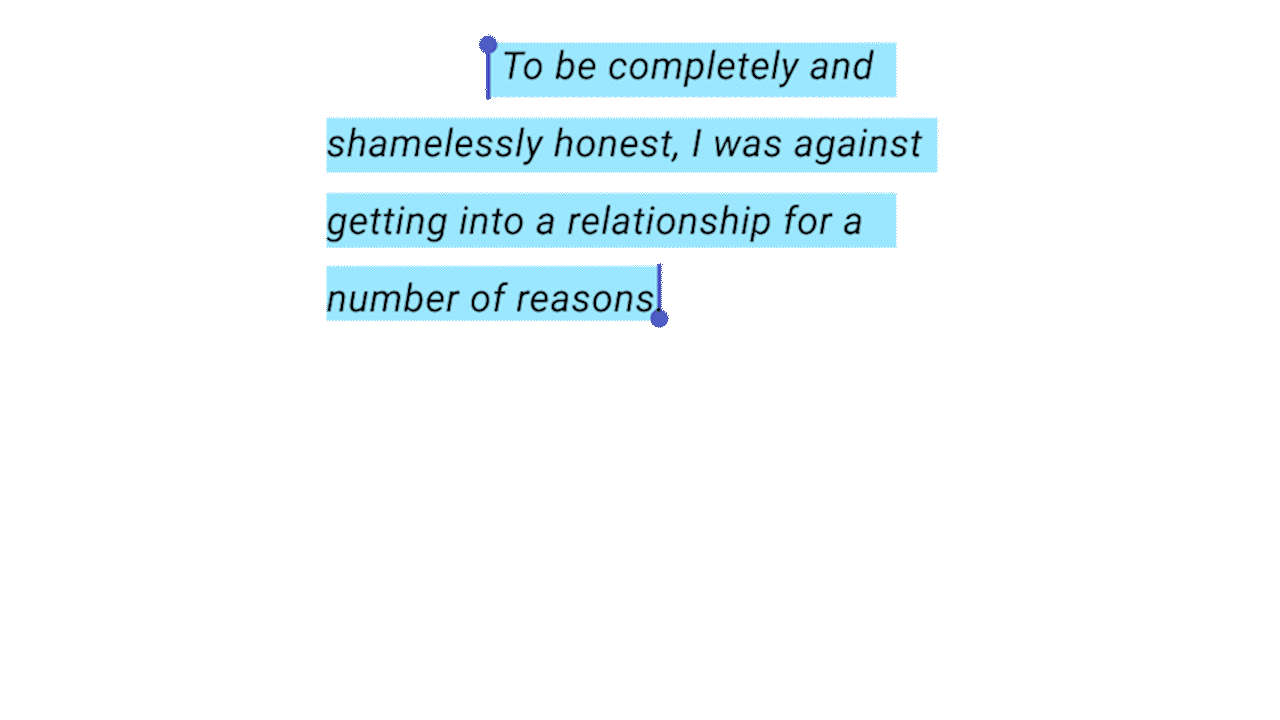 To be completely and
shamelessly honest, I was against
getting into a relationship for a
number of reasons.